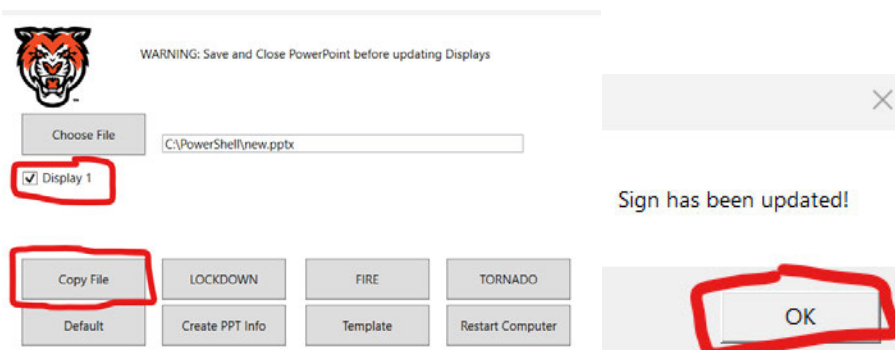 WARNING: Save and Close PowerPoint before updating Displays
Choose File
C:\PowerShell\new.pptx
Display 1
Copy File LOCKDOWN FIRE TORNADO
Default Create PPT Info Template Restart Computer
Sign has been updated!
OK